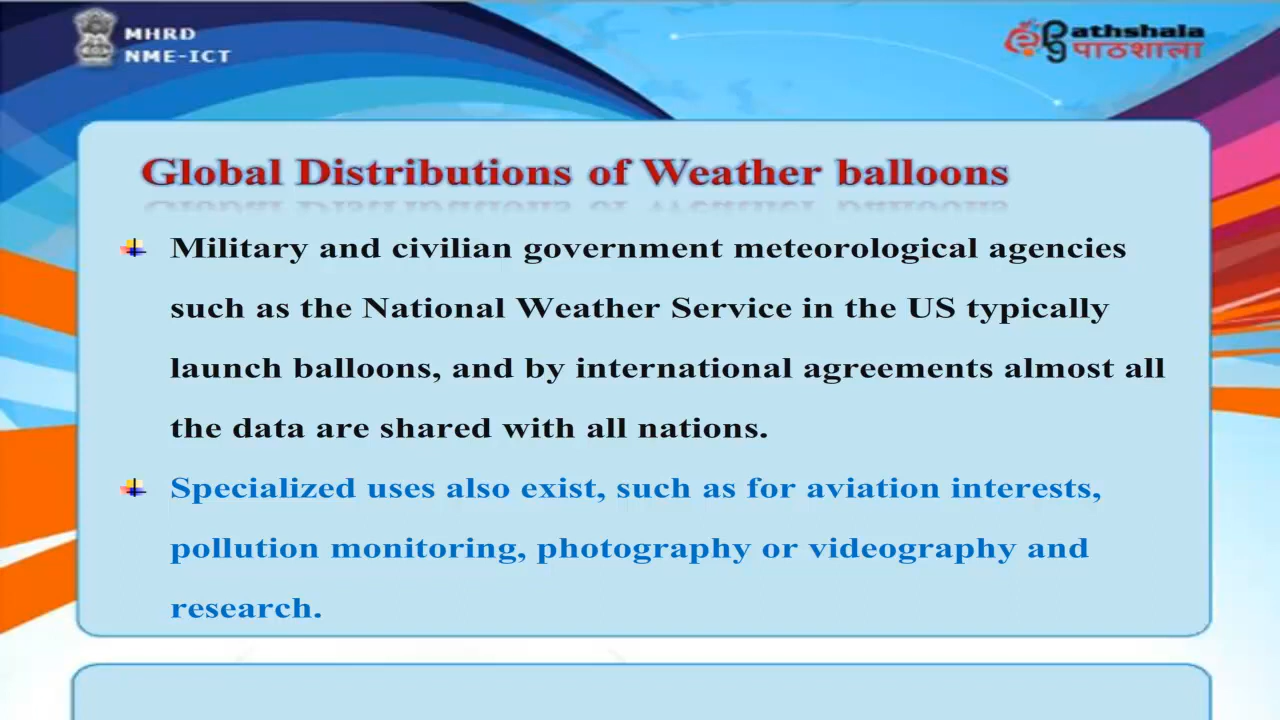 MHRD
NME-ICT
ePG athshala
पाठशाला
Global Distributions of Weather balloons
Military and civilian government meteorological agencies
such as the National Weather Service in the US typically
launch balloons, and by international agreements almost all
the data are shared with all nations.
Specialized uses also exist, such as for aviation interests,
pollution monitoring, photography or videography and
research.